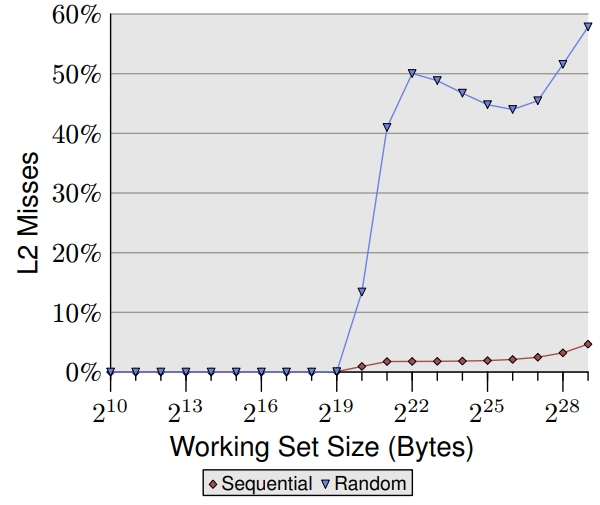 60%
50%
40%
30%
20%
10%
0%
L2 Misses
2^10 2^13 2^16 2^19 2^22 2^25 2^28
Working Set Size (Bytes)
Sequential Random